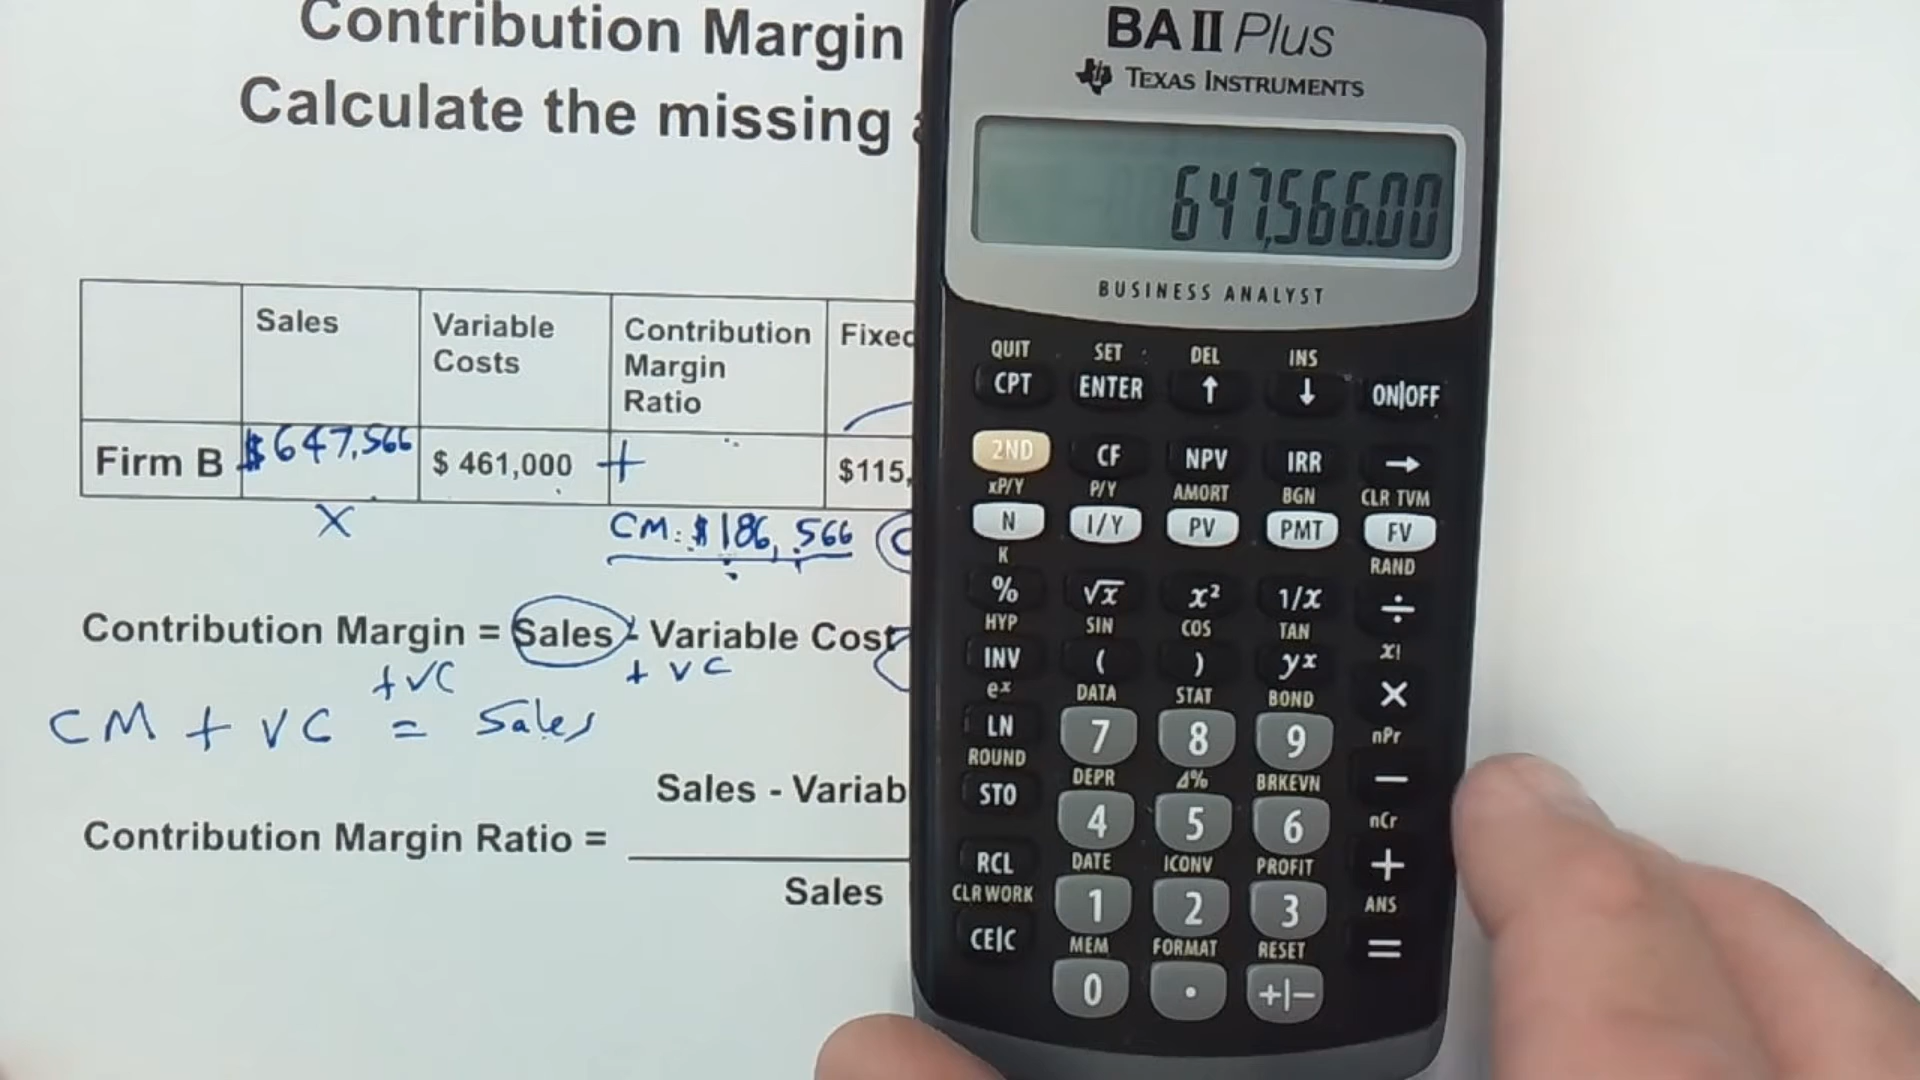 Contribution Margin
Calculate the missing
Sales
Variable Costs
Contribution Margin Ratio
Fixed
Firm B $647,566 $ 461,000 + $115,
X
CM: $186,566
Contribution Margin = Sales - Variable Cost
+VC + VC
CM + VC = Sales
Sales - Variab
Contribution Margin Ratio =
Sales
BA II Plus
TEXAS INSTRUMENTS
647,566.00
BUSINESS ANALYST
QUIT SET DEL INS
CPT ENTER ↑ ↓ ON|OFF
2ND CF NPV IRR →
xP/Y P/Y AMORT BGN CLR TVM
N I/Y PV PMT FV
K RAND
% √x x² 1/x ÷
HYP SIN COS TAN x!
INV ( ) yx ×
ex DATA STAT BOND nPr
LN 7 8 9 −
ROUND DEPR Δ% BRKEVN nCr
STO 4 5 6 +
DATE ICONV PROFIT ANS
RCL 1 2 3 =
CLR WORK MEM FORMAT RESET
CE|C 0 . +|−